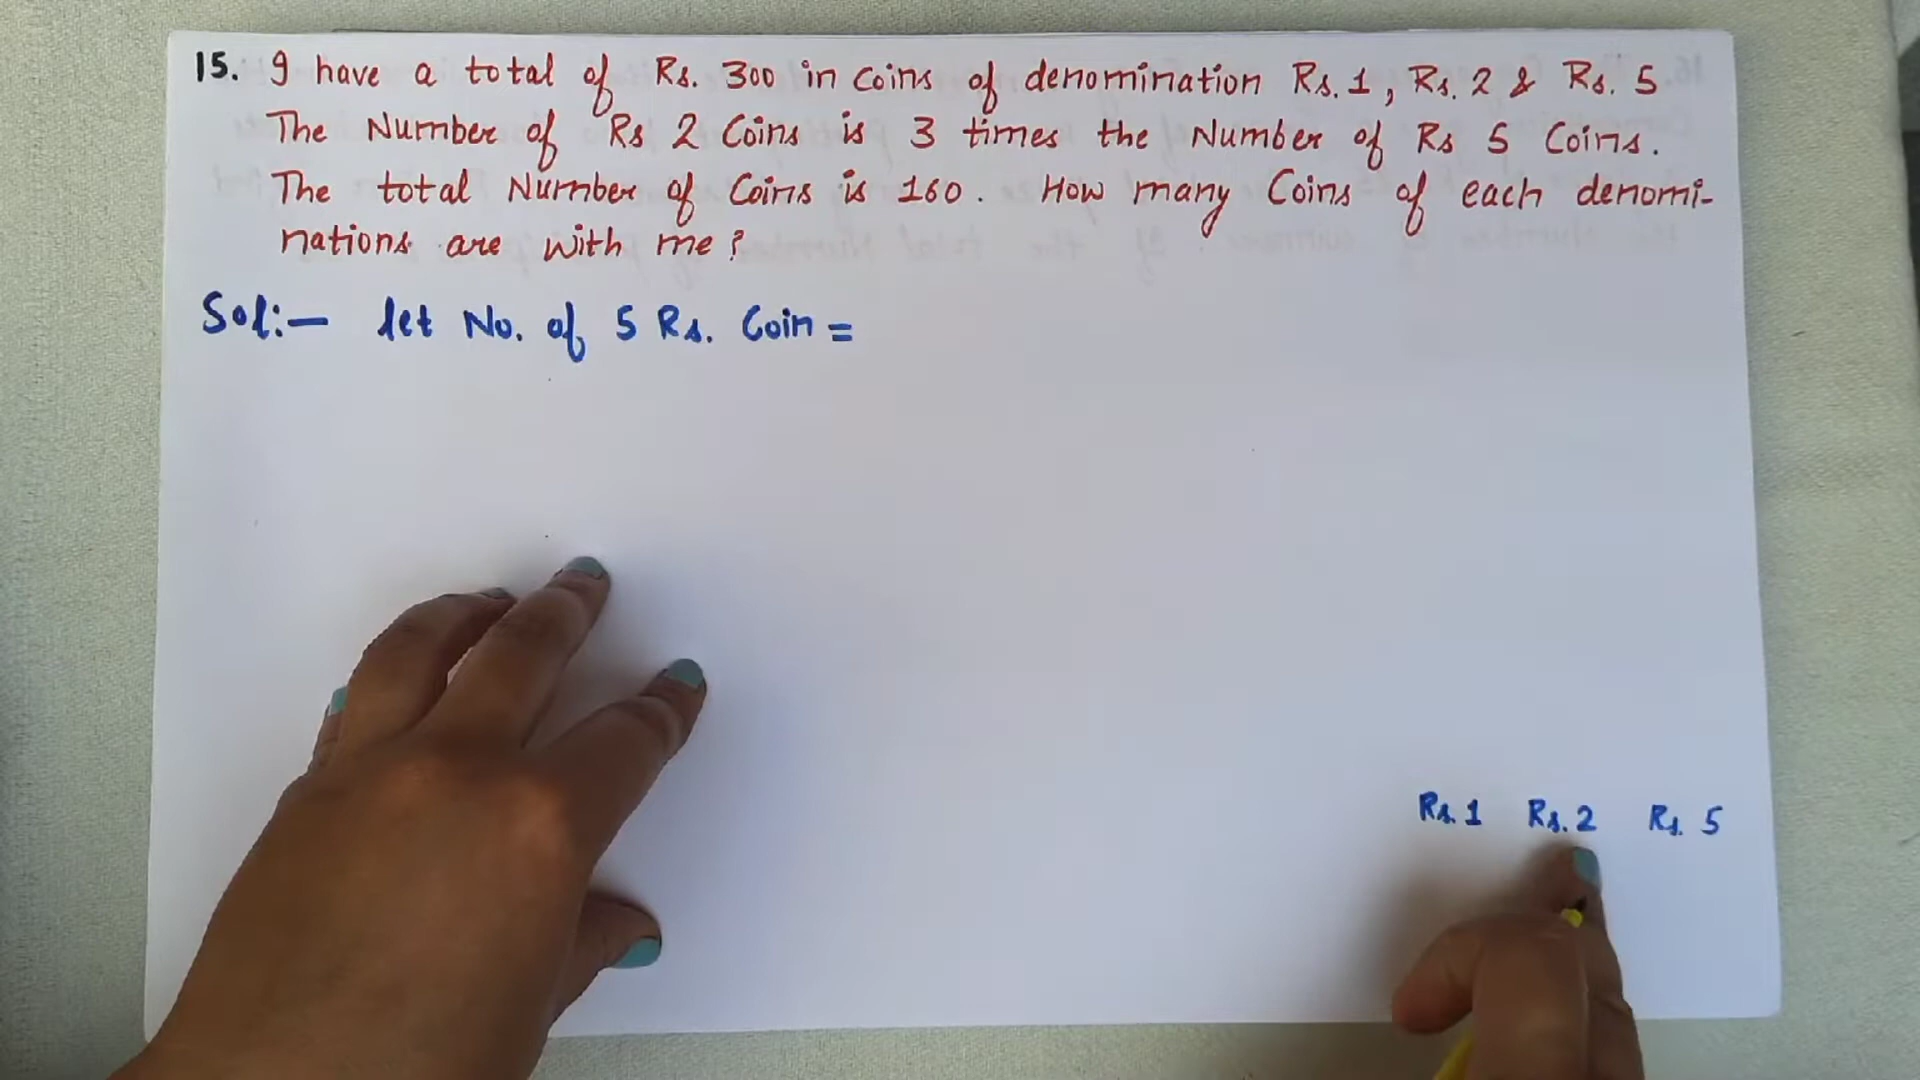 15. I have a total of Rs. 300 in coins of denomination Rs. 1, Rs. 2 & Rs. 5
The Number of Rs 2 Coins is 3 times the Number of Rs 5 Coins.
The total Number of Coins is 160. How many Coins of each denomi-
nations are with me?
Sol:- let No. of 5 Rs. Coin =
Rs. 1 Rs. 2 Rs. 5